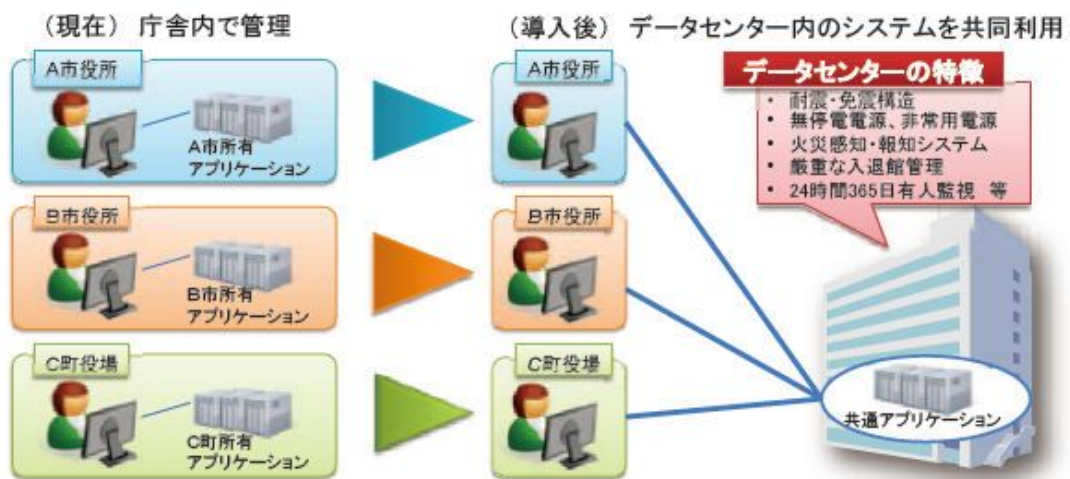 （現在） 庁舎内で管理
A市役所
A市所有
アプリケーション
B市役所
B市所有
アプリケーション
C町役場
C町所有
アプリケーション
（導入後） データセンター内のシステムを共同利用
A市役所
B市役所
C町役場
データセンターの特徴
・ 耐震・免震構造
・ 無停電電源、非常用電源
・ 火災感知・報知システム
・ 厳重な入退館管理
・ 24時間365日有人監視 等
共通アプリケーション